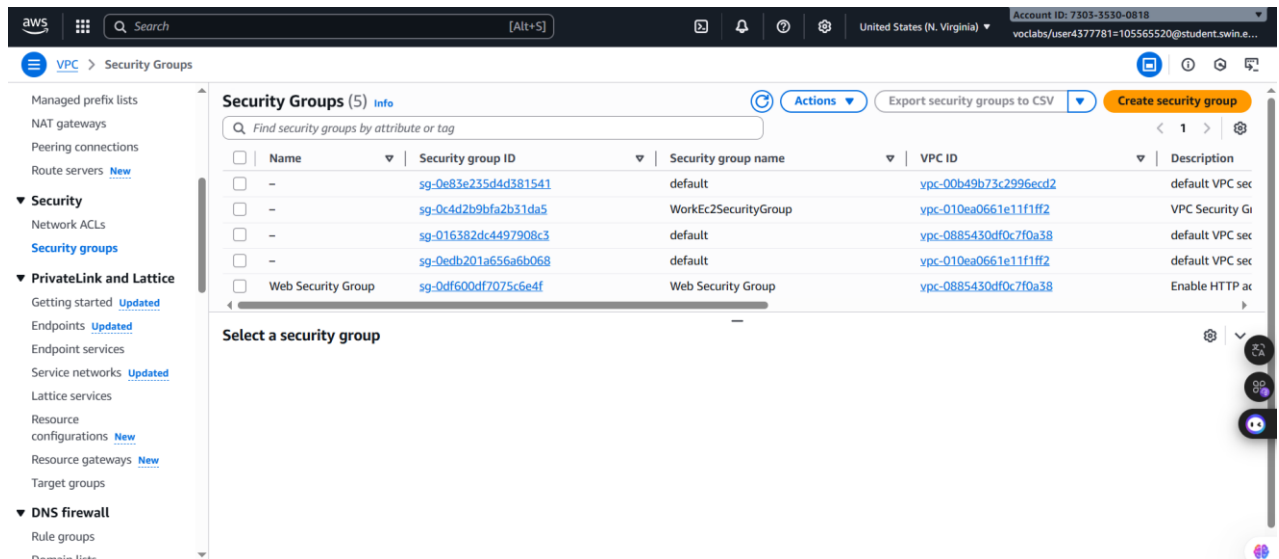 aws Search [Alt+S] United States (N. Virginia) Account ID: 7303-3530-0818
voclabs/user4377781=105565520@student.swin.e...
VPC > Security Groups
Managed prefix lists
NAT gateways
Peering connections
Route servers New
Security
Network ACLs
Security groups
PrivateLink and Lattice
Getting started Updated
Endpoints Updated
Endpoint services
Service networks Updated
Lattice services
Resource
configurations New
Resource gateways New
Target groups
DNS firewall
Rule groups
Domain lists
Security Groups (5) Info Actions Export security groups to CSV Create security group
Find security groups by attribute or tag 1
Name Security group ID Security group name VPC ID Description
– sg-0e83e235d4d381541 default vpc-00b49b73c2996ecd2 default VPC sec
– sg-0c4d2b9bfa2b31da5 WorkEc2SecurityGroup vpc-010ea0661e11f1ff2 VPC Security Gr
– sg-016382dc4497908c3 default vpc-0885430df0c7f0a38 default VPC sec
– sg-0edb201a656a6b068 default vpc-010ea0661e11f1ff2 default VPC sec
Web Security Group sg-0df600df7075c6e4f Web Security Group vpc-0885430df0c7f0a38 Enable HTTP ac
Select a security group